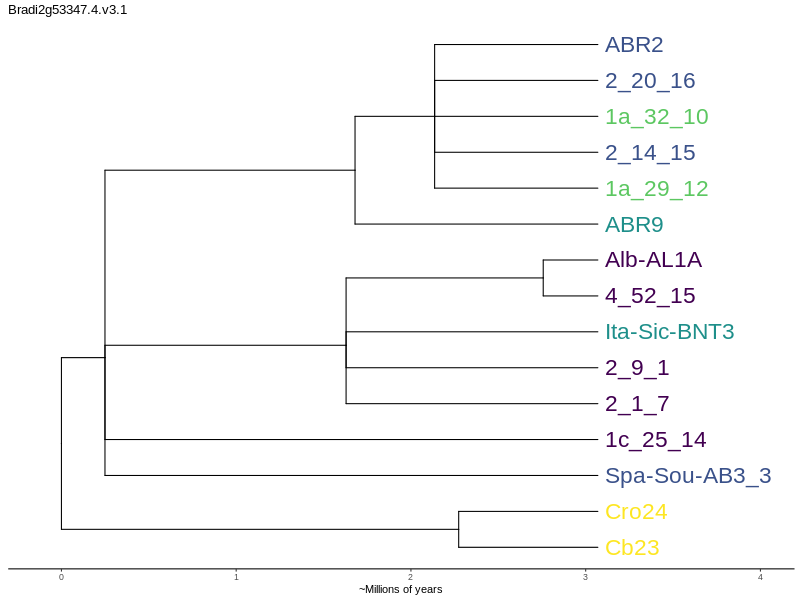 Bradi2g53347.4.v3.1
ABR2
2_20_16
1a_32_10
2_14_15
1a_29_12
ABR9
Alb-AL1A
4_52_15
Ita-Sic-BNT3
2_9_1
2_1_7
1c_25_14
Spa-Sou-AB3_3
Cro24
Cb23
0 1 2 3 4
~Millions of years